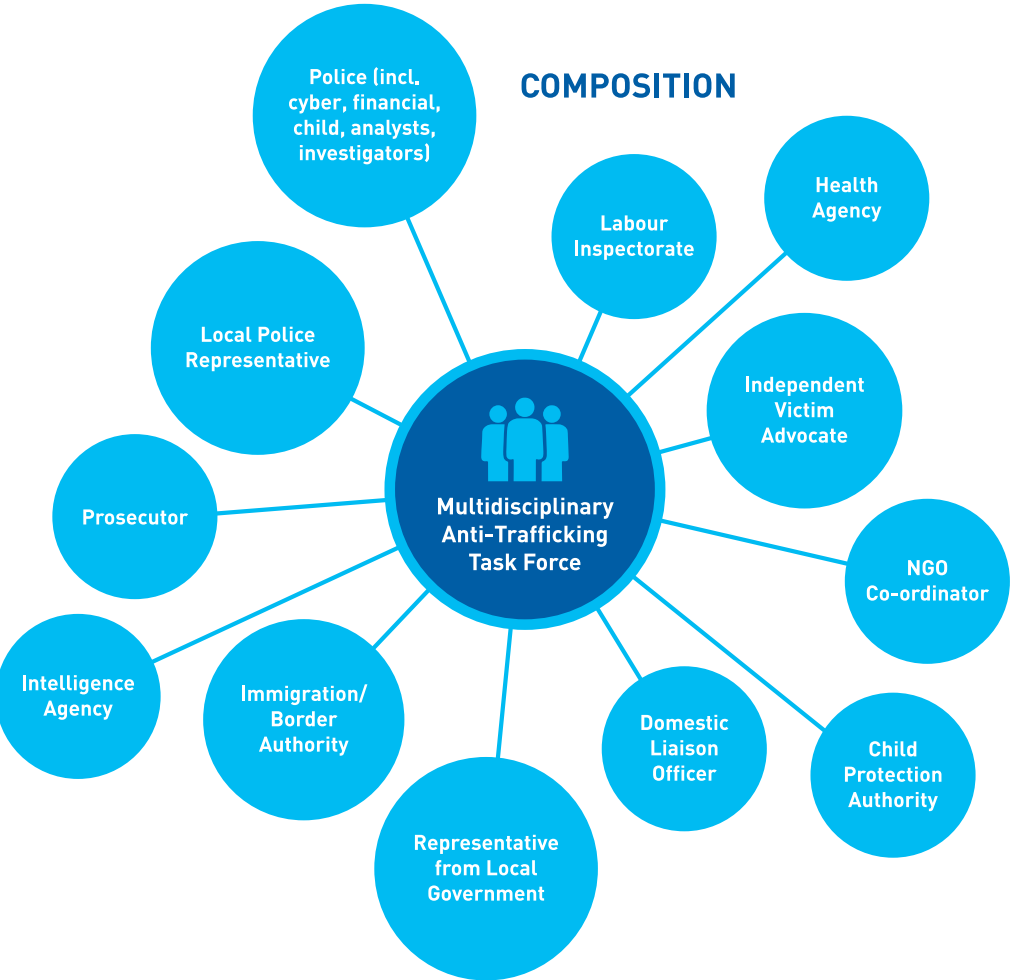 COMPOSITION
Police (incl.
cyber, financial,
child, analysts,
investigators)
Labour
Inspectorate
Health
Agency
Local Police
Representative
Independent
Victim
Advocate
Prosecutor
Multidisciplinary
Anti-Trafficking
Task Force
NGO
Co-ordinator
Intelligence
Agency
Immigration/
Border
Authority
Domestic
Liaison
Officer
Child
Protection
Authority
Representative
from Local
Government